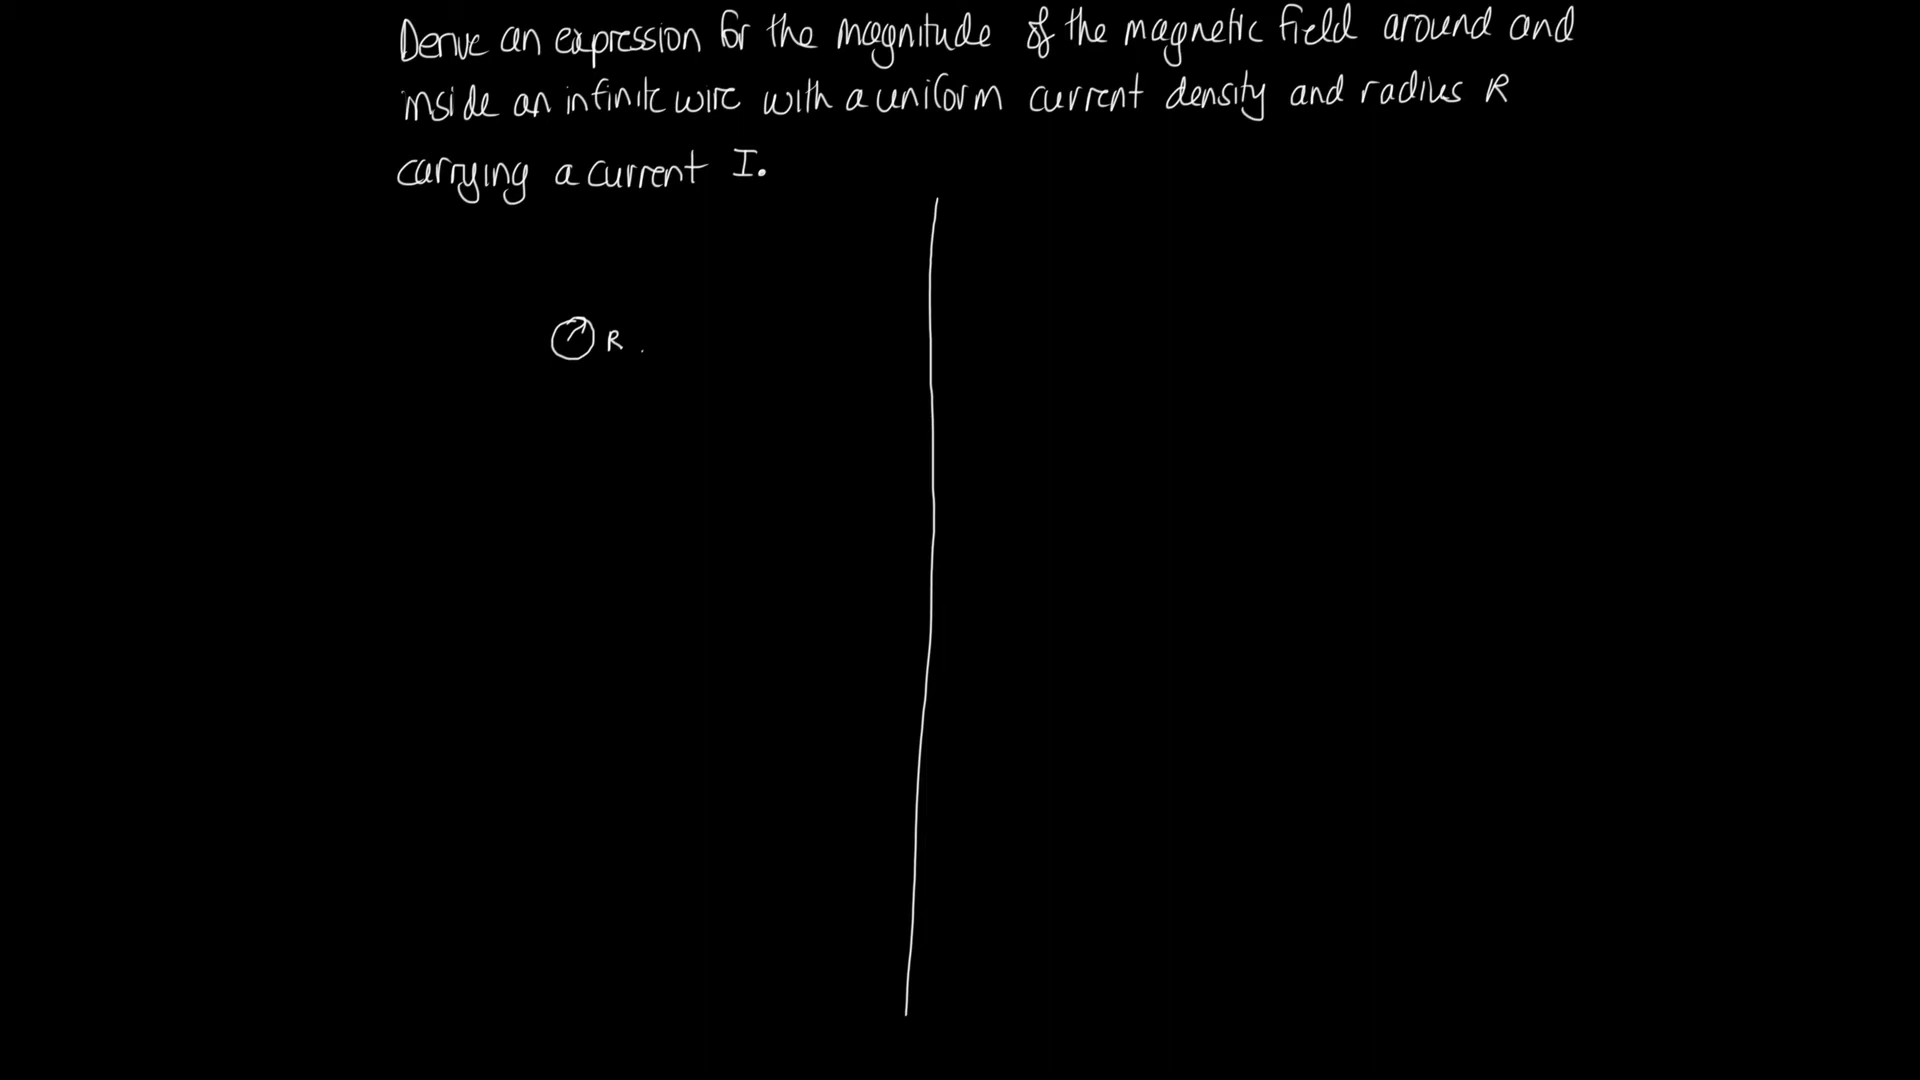 Derive an expression for the magnitude of the magnetic field around and
inside an infinite wire with a uniform current density and radius R
carrying a current I.
R